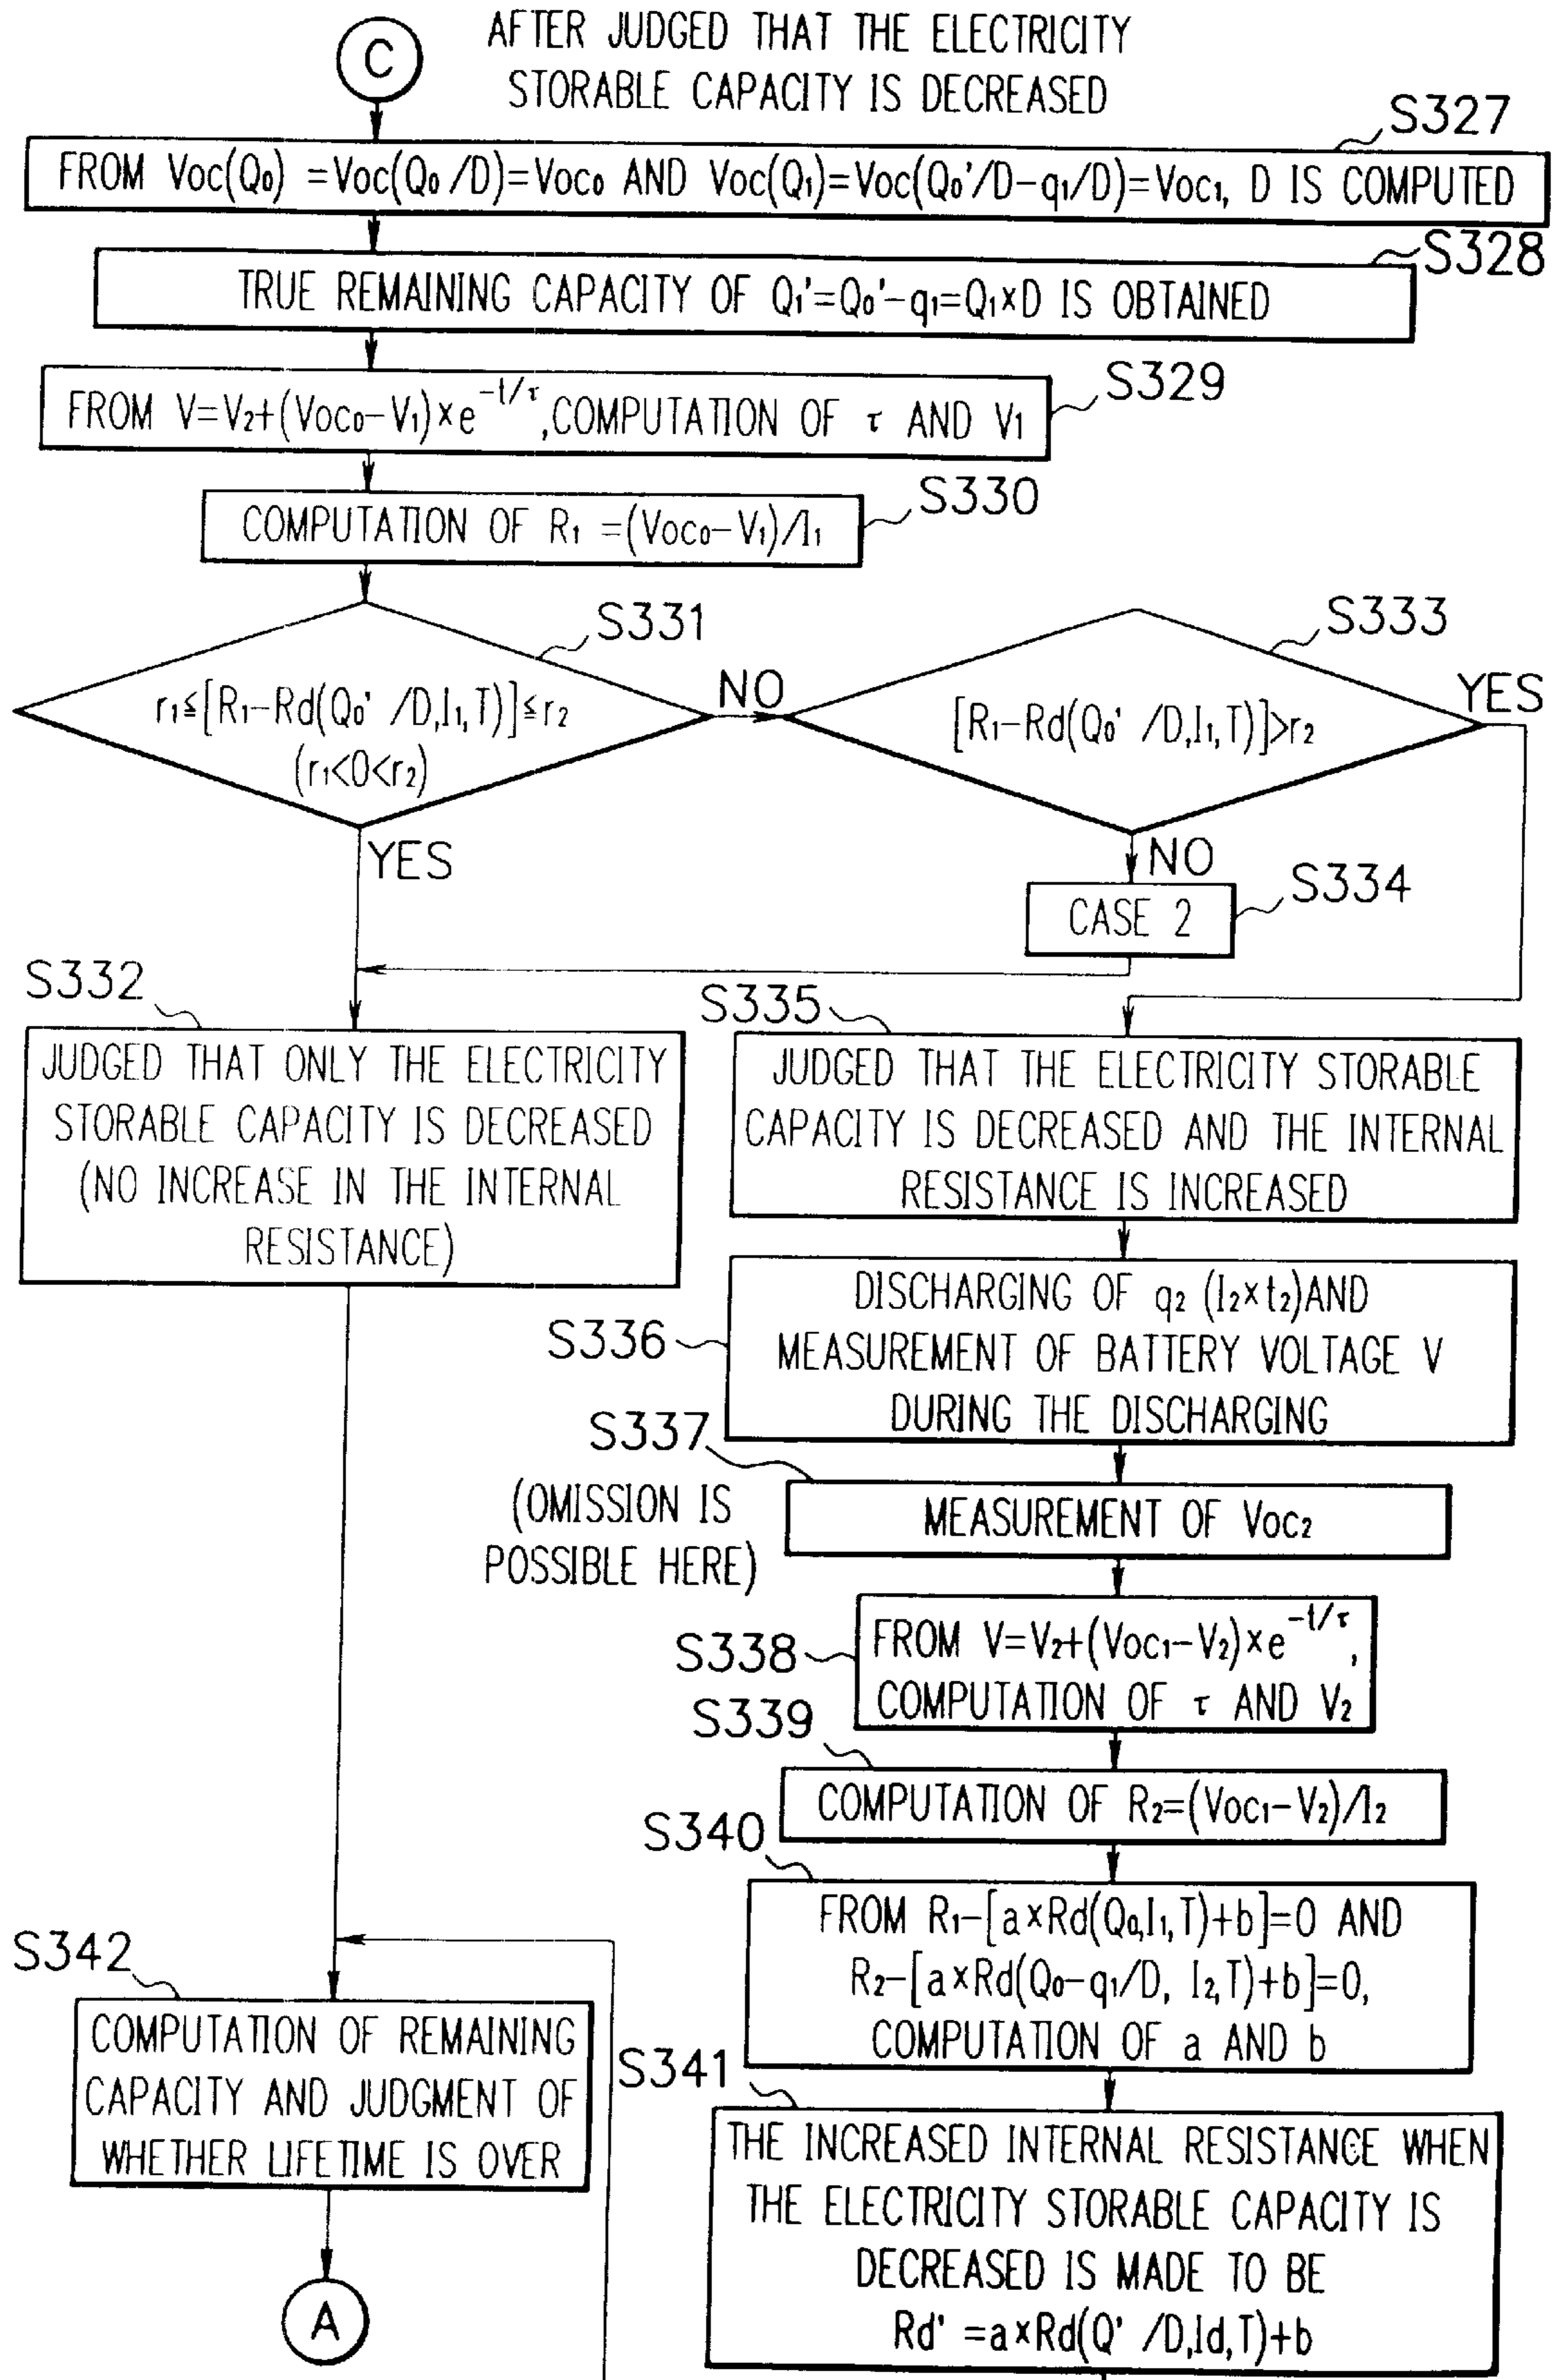 C
AFTER JUDGED THAT THE ELECTRICITY
STORABLE CAPACITY IS DECREASED
S327
FROM Voc(Q₀) =Voc(Q₀/D)=Voc₀ AND Voc(Q₁)=Voc(Q₀'/D-q₁/D)=Voc₁, D IS COMPUTED
S328
TRUE REMAINING CAPACITY OF Q₁'=Q₀'-q₁=Q₁×D IS OBTAINED
S329
FROM V=V₂+(Voc₀-V₁)×e^-t/τ,COMPUTATION OF τ AND V₁
S330
COMPUTATION OF R₁ =(Voc₀-V₁)/I₁
S331
r₁≦[R₁-Rd(Q₀' /D,I₁,T)]≦r₂
(r₁<0<r₂)
NO
YES
S333
[R₁-Rd(Q₀' /D,I₁,T)]>r₂
YES
NO
S334
CASE 2
S332
JUDGED THAT ONLY THE ELECTRICITY
STORABLE CAPACITY IS DECREASED
(NO INCREASE IN THE INTERNAL
RESISTANCE)
S335
JUDGED THAT THE ELECTRICITY STORABLE
CAPACITY IS DECREASED AND THE INTERNAL
RESISTANCE IS INCREASED
S336
DISCHARGING OF q₂ (I₂×t₂)AND
MEASUREMENT OF BATTERY VOLTAGE V
DURING THE DISCHARGING
S337
(OMISSION IS
POSSIBLE HERE)
MEASUREMENT OF Voc₂
S338
FROM V=V₂+(Voc₁-V₂)×e^-t/τ,
COMPUTATION OF τ AND V₂
S339
COMPUTATION OF R₂=(Voc₁-V₂)/I₂
S340
FROM R₁-[a×Rd(Q₀,I₁,T)+b]=0 AND
R₂-[a×Rd(Q₀-q₁/D, I₂,T)+b]=0,
COMPUTATION OF a AND b
S341
THE INCREASED INTERNAL RESISTANCE WHEN
THE ELECTRICITY STORABLE CAPACITY IS
DECREASED IS MADE TO BE
Rd' =a×Rd(Q' /D,Id,T)+b
S342
COMPUTATION OF REMAINING
CAPACITY AND JUDGMENT OF
WHETHER LIFETIME IS OVER
A